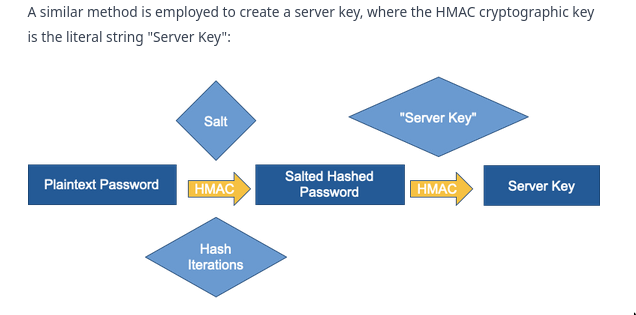 A similar method is employed to create a server key, where the HMAC cryptographic key
is the literal string "Server Key":
Salt
"Server Key"
Plaintext Password
HMAC
Salted Hashed
Password
HMAC
Server Key
Hash
Iterations